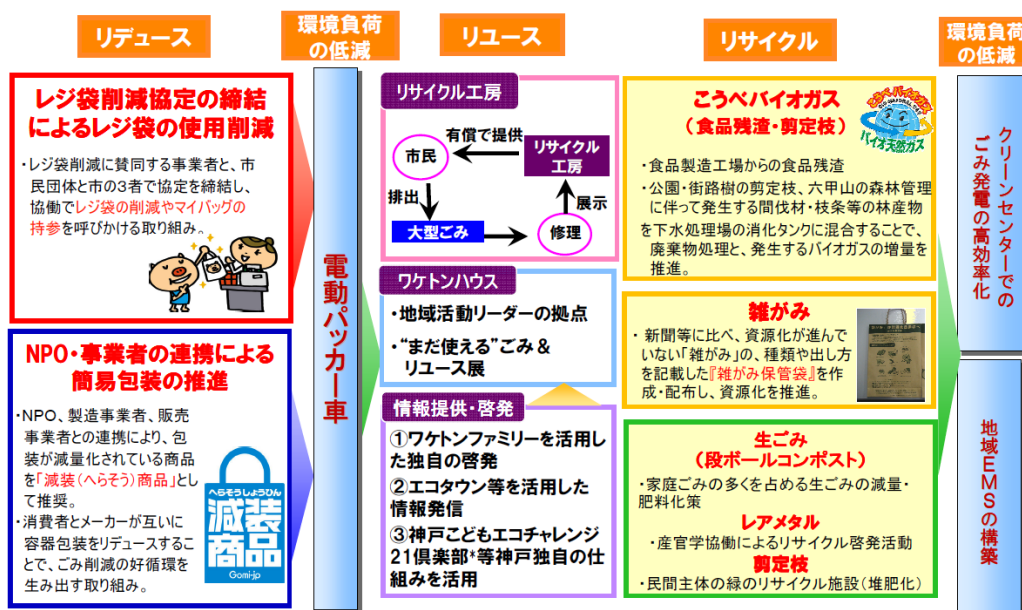 リデュース
環境負荷
の低減
リユース
リサイクル
環境負荷
の低減
レジ袋削減協定の締結
によるレジ袋の使用削減
・レジ袋削減に賛同する事業者と、市
民団体と市の3者で協定を締結し、
協働でレジ袋の削減やマイバッグの
持参を呼びかける取り組み。
NPO・事業者の連携による
簡易包装の推進
・NPO、製造事業者、販売
事業者との連携により、包
装が減量化されている商品
を「減装(へらそう)商品」とし
て推奨。
・消費者とメーカーが互いに
容器包装をリデュースするこ
とで、ごみ削減の好循環を
生み出す取り組み。
へらそうしょうひん
減装
商品
Gomi-jp
電動パッカー車
リサイクル工房
市民
有償で提供
リサイクル
工房
排出
展示
大型ごみ
修理
ワケトンハウス
・地域活動リーダーの拠点
・“まだ使える”ごみ&
リユース展
情報提供・啓発
①ワケトンファミリーを活用し
た独自の啓発
②エコタウン等を活用した
情報発信
③神戸こどもエコチャレンジ
21倶楽部*等神戸独自の仕
組みを活用
こうべバイオガス
(食品残渣・剪定枝)
こうべバイオガス
バイオ天然ガス
・食品製造工場からの食品残渣
・公園・街路樹の剪定枝、六甲山の森林管理
に伴って発生する間伐材・枝条等の林産物
を下水処理場の消化タンクに混合することで、
廃棄物処理と、発生するバイオガスの増量を
推進。
雑がみ
・新聞等に比べ、資源化が進んで
いない「雑がみ」の、種類や出し方
を記載した『雑がみ保管袋』を作
成・配布し、資源化を推進。
生ごみ
(段ボールコンポスト)
・家庭ごみの多くを占める生ごみの減量・
肥料化策
レアメタル
・産官学協働によるリサイクル啓発活動
剪定枝
・民間主体の緑のリサイクル施設(堆肥化)
クリーンセンターでの
ごみ発電の高効率化
地域EMSの構築